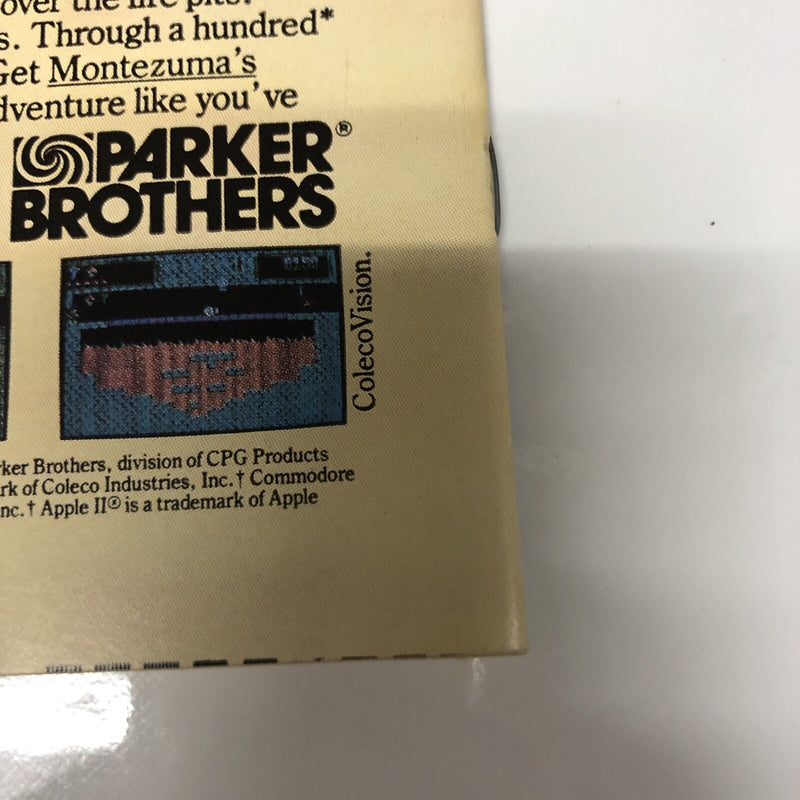 over the fire pits.
s. Through a hundred*
Get Montezuma's
dventure like you've
PARKER®
BROTHERS
ColecoVision.
rker Brothers, division of CPG Products
rk of Coleco Industries, Inc.† Commodore
nc.† Apple II® is a trademark of Apple